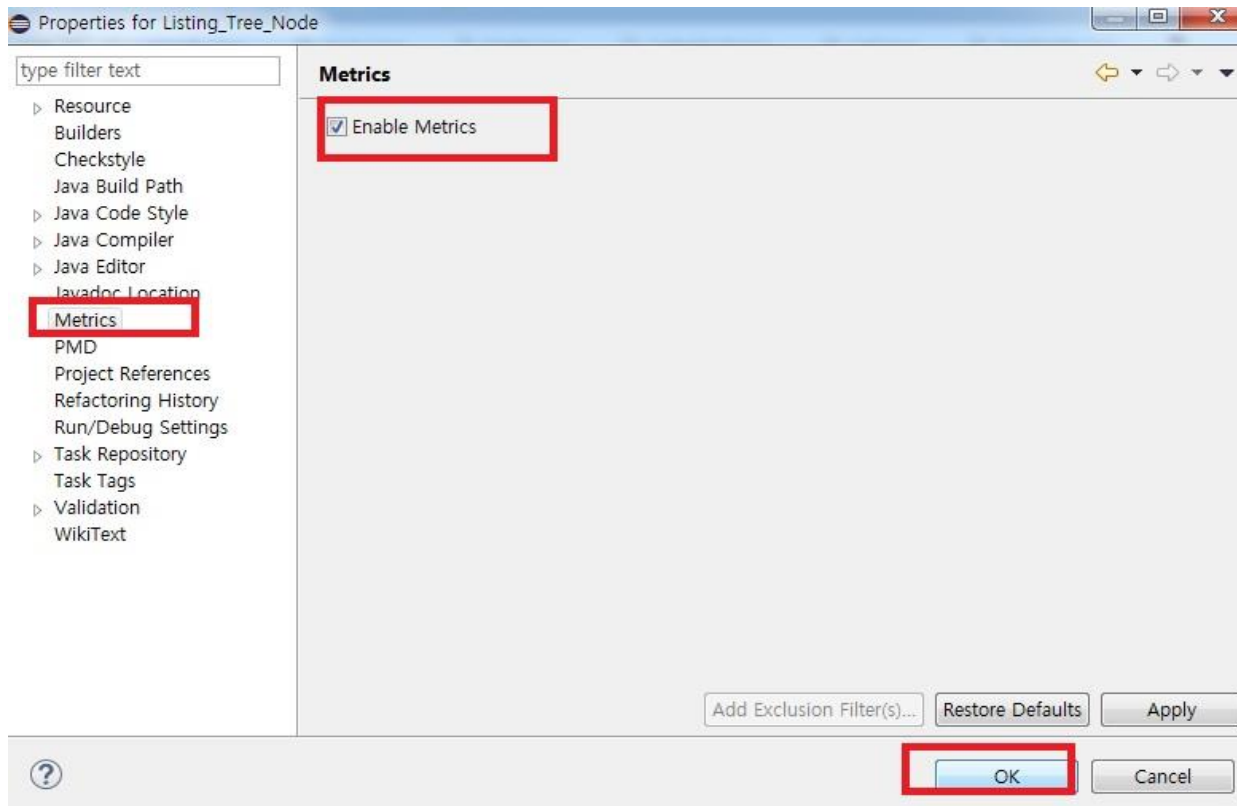 Properties for Listing_Tree_Node
type filter text
Metrics
Resource
Builders
Checkstyle
Java Build Path
Java Code Style
Java Compiler
Java Editor
Javadoc Location
Metrics
PMD
Project References
Refactoring History
Run/Debug Settings
Task Repository
Task Tags
Validation
WikiText
Enable Metrics
Add Exclusion Filter(s)...
Restore Defaults
Apply
OK
Cancel